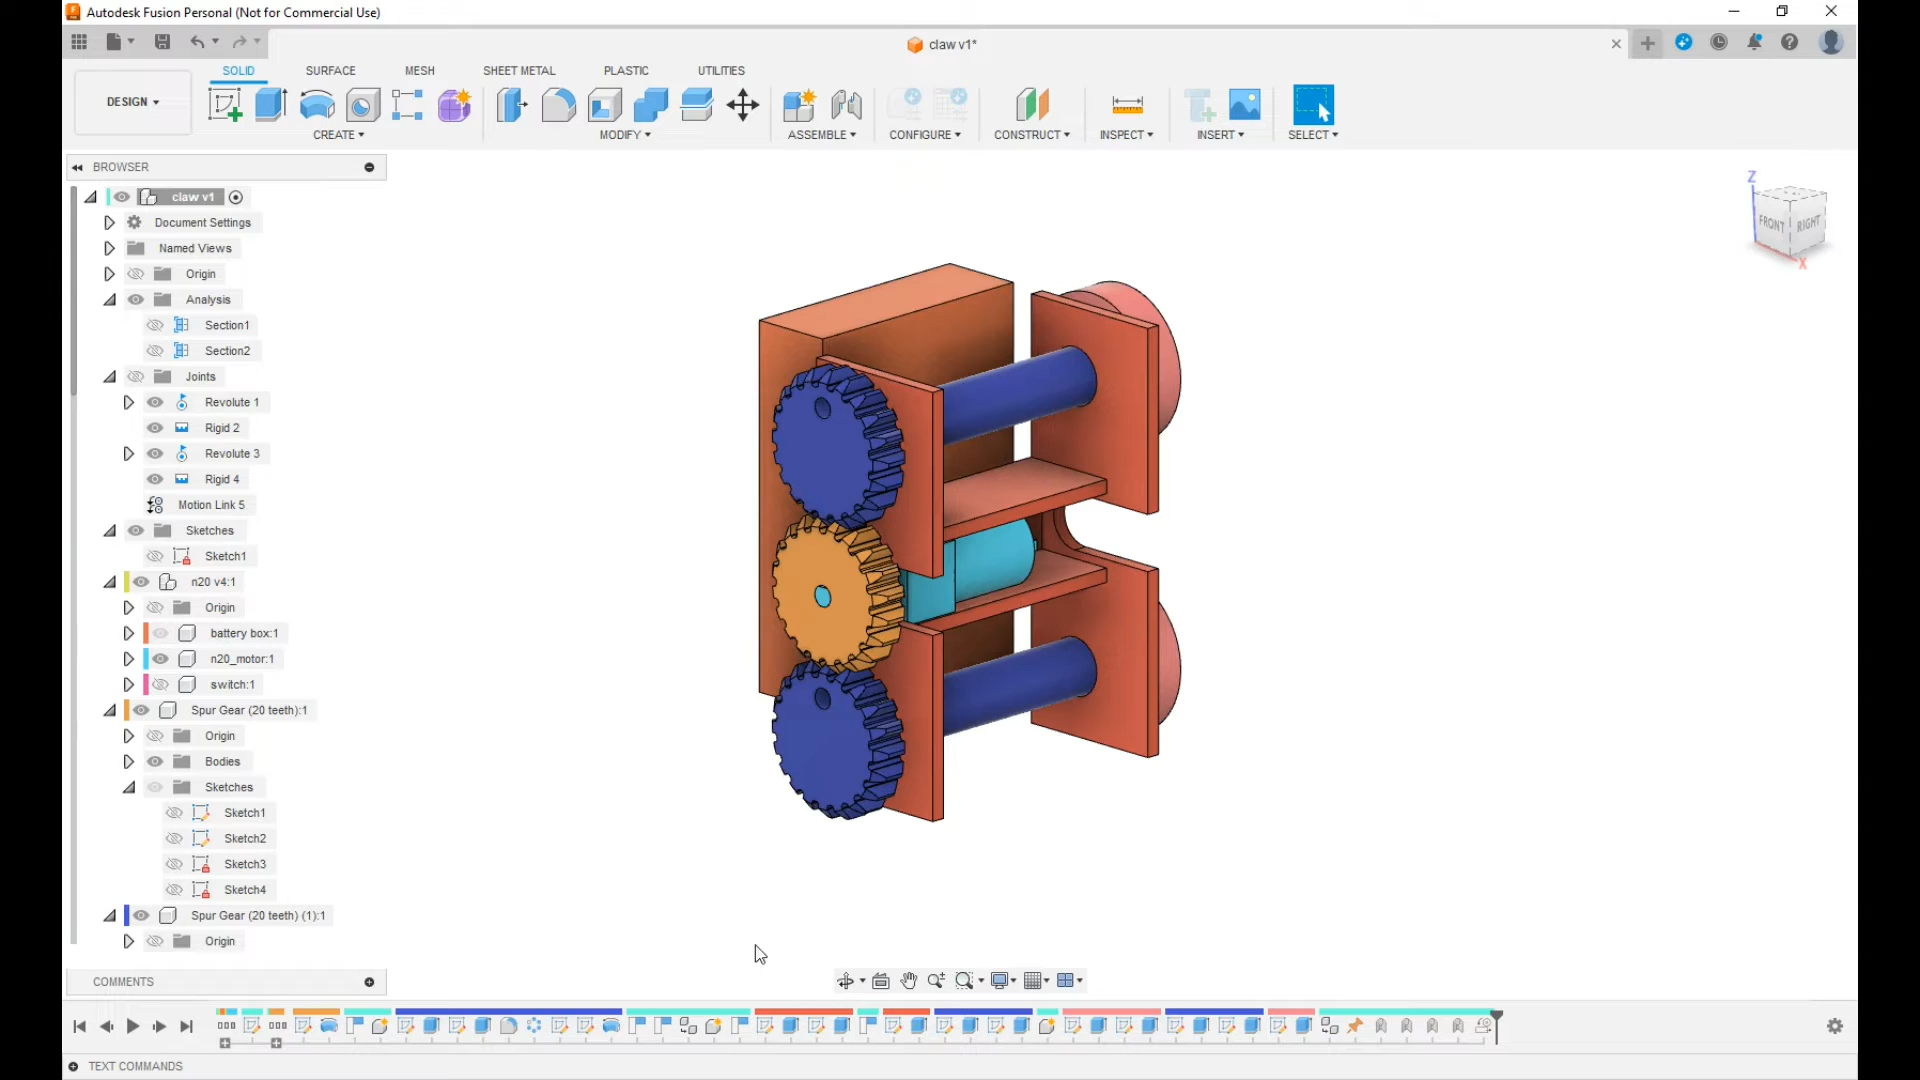 Autodesk Fusion Personal (Not for Commercial Use)
claw v1*
SOLID SURFACE MESH SHEET METAL PLASTIC UTILITIES
DESIGN
CREATE MODIFY ASSEMBLE CONFIGURE CONSTRUCT INSPECT INSERT SELECT
BROWSER
claw v1
Document Settings
Named Views
Origin
Analysis
Section1
Section2
Joints
Revolute 1
Rigid 2
Revolute 3
Rigid 4
Motion Link 5
Sketches
Sketch1
n20 v4:1
Origin
battery box:1
n20_motor:1
switch:1
Spur Gear (20 teeth):1
Origin
Bodies
Sketches
Sketch1
Sketch2
Sketch3
Sketch4
Spur Gear (20 teeth) (1):1
Origin
Z
FRONT RIGHT
X
COMMENTS
TEXT COMMANDS